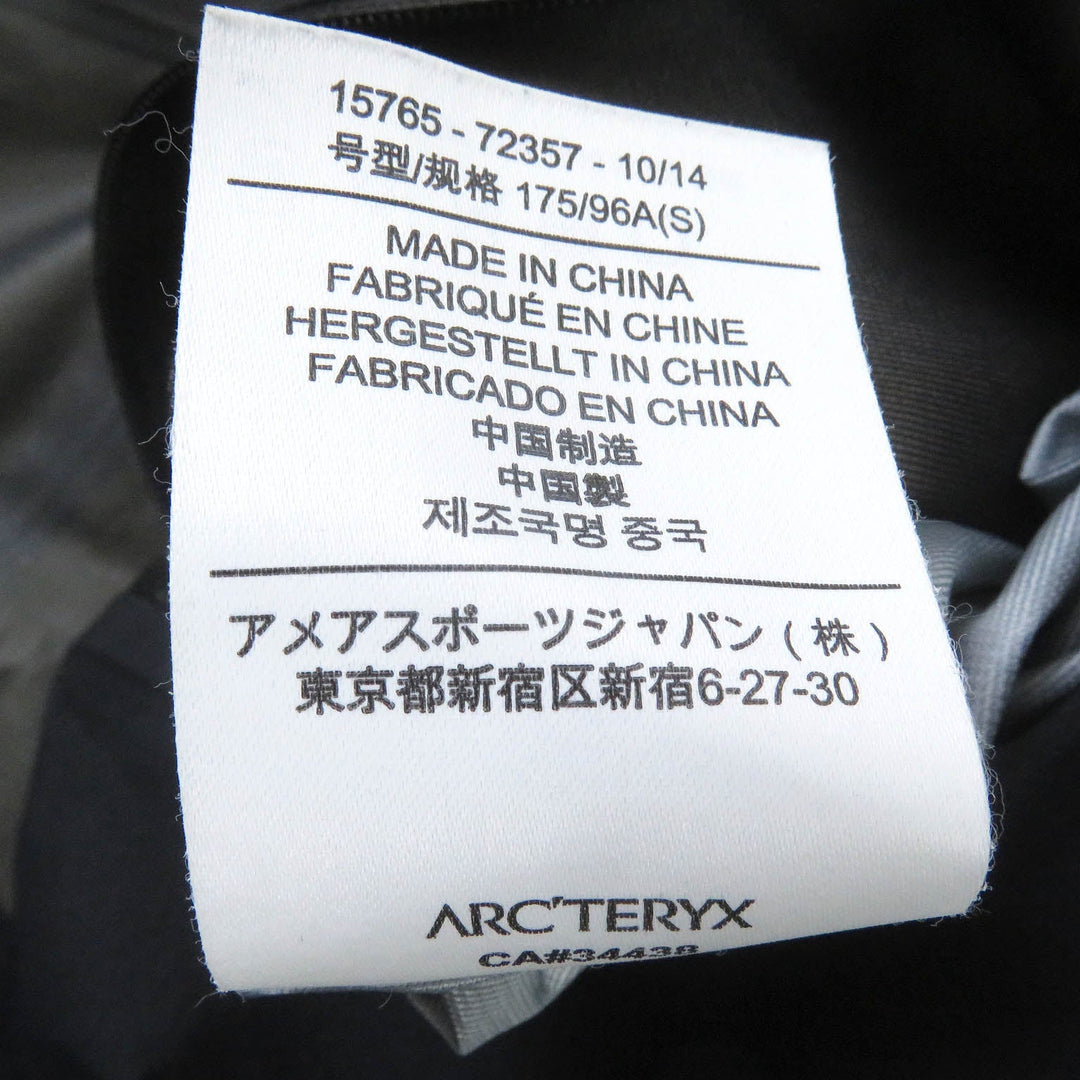 15765 - 72357 - 10/14
号型/规格 175/96A(S)
MADE IN CHINA
FABRIQUÉ EN CHINE
HERGESTELLT IN CHINA
FABRICADO EN CHINA
中国制造
中国製
제조국명 중국
アメアスポーツジャパン ( 株 )
東京都新宿区新宿6-27-30
ARC'TERYX
CA#34438